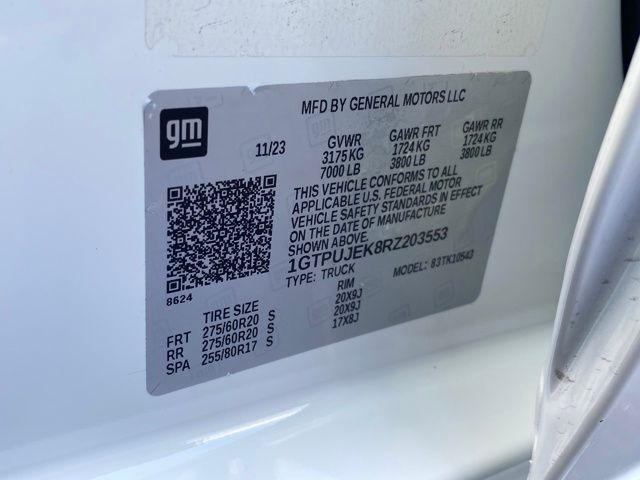 MFD BY GENERAL MOTORS LLC
gm
11/23 GVWR GAWR FRT GAWR RR
3175 KG 1724 KG 1724 KG
7000 LB 3800 LB 3800 LB
THIS VEHICLE CONFORMS TO ALL
APPLICABLE U.S. FEDERAL MOTOR
VEHICLE SAFETY STANDARDS IN EFFECT
ON THE DATE OF MANUFACTURE
SHOWN ABOVE.
1GTPUJEK8RZ203553
TYPE: TRUCK MODEL: 83TK10543
8624
TIRE SIZE RIM
FRT 275/60R20 S 20X9J
RR 275/60R20 S 20X9J
SPA 255/80R17 S 17X8J